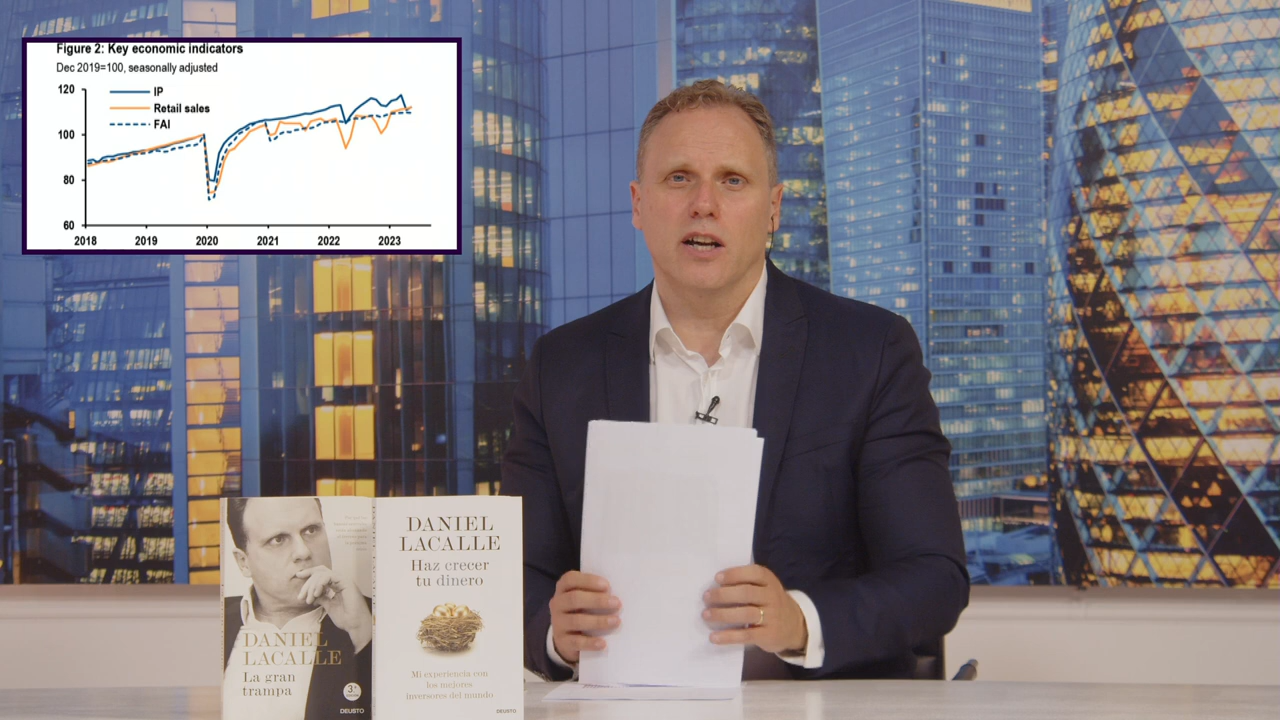 Figure 2: Key economic indicators
Dec 2019=100, seasonally adjusted
IP
Retail sales
FAI
120
100
80
60
2018 2019 2020 2021 2022 2023
DANIEL
LACALLE
La gran
trampa
3ª
DEUSTO
DANIEL
LACALLE
Haz crecer
tu dinero
Mi experiencia con
los mejores
inversores del mundo
DEUSTO